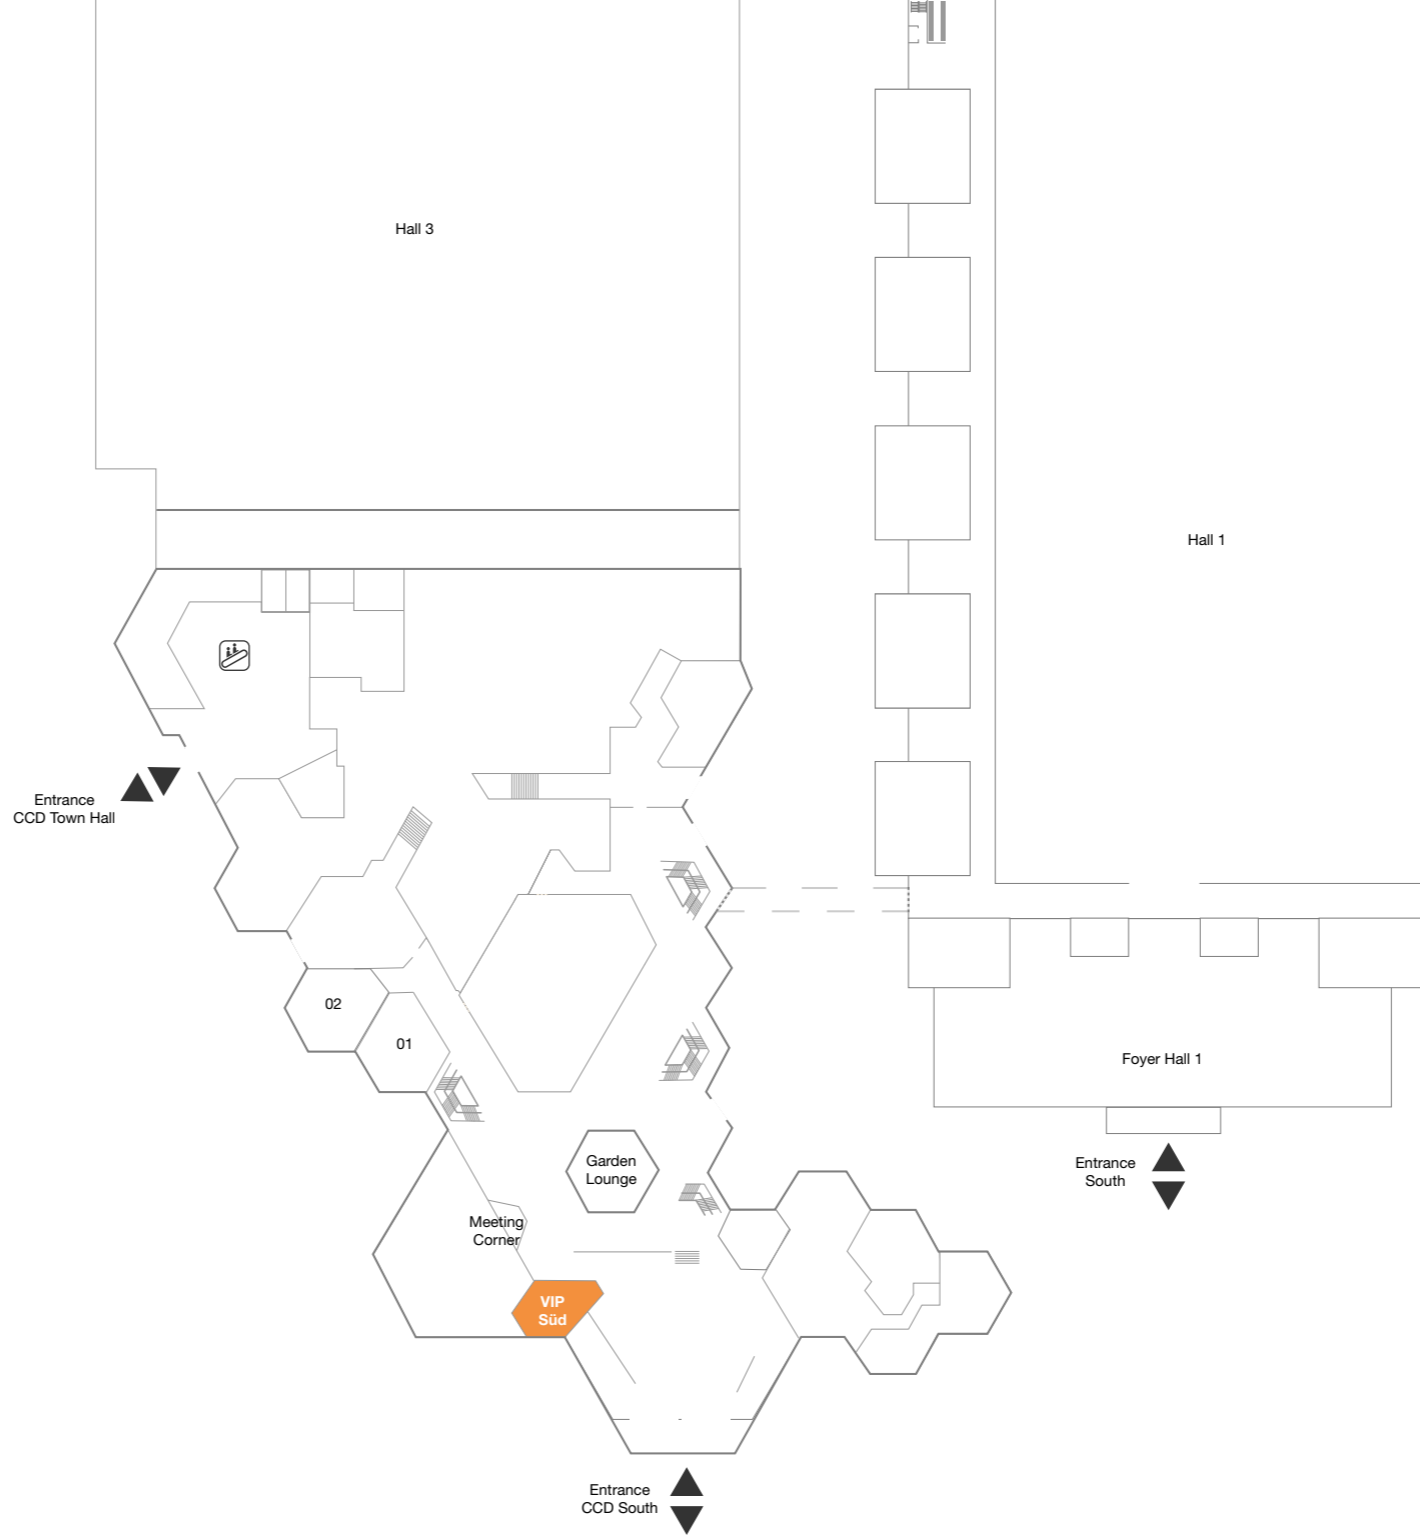 Hall 3
Hall 1
Entrance
CCD Town Hall
02
01
Foyer Hall 1
Garden
Lounge
Entrance
South
Meeting
Corner
VIP
Süd
Entrance
CCD South